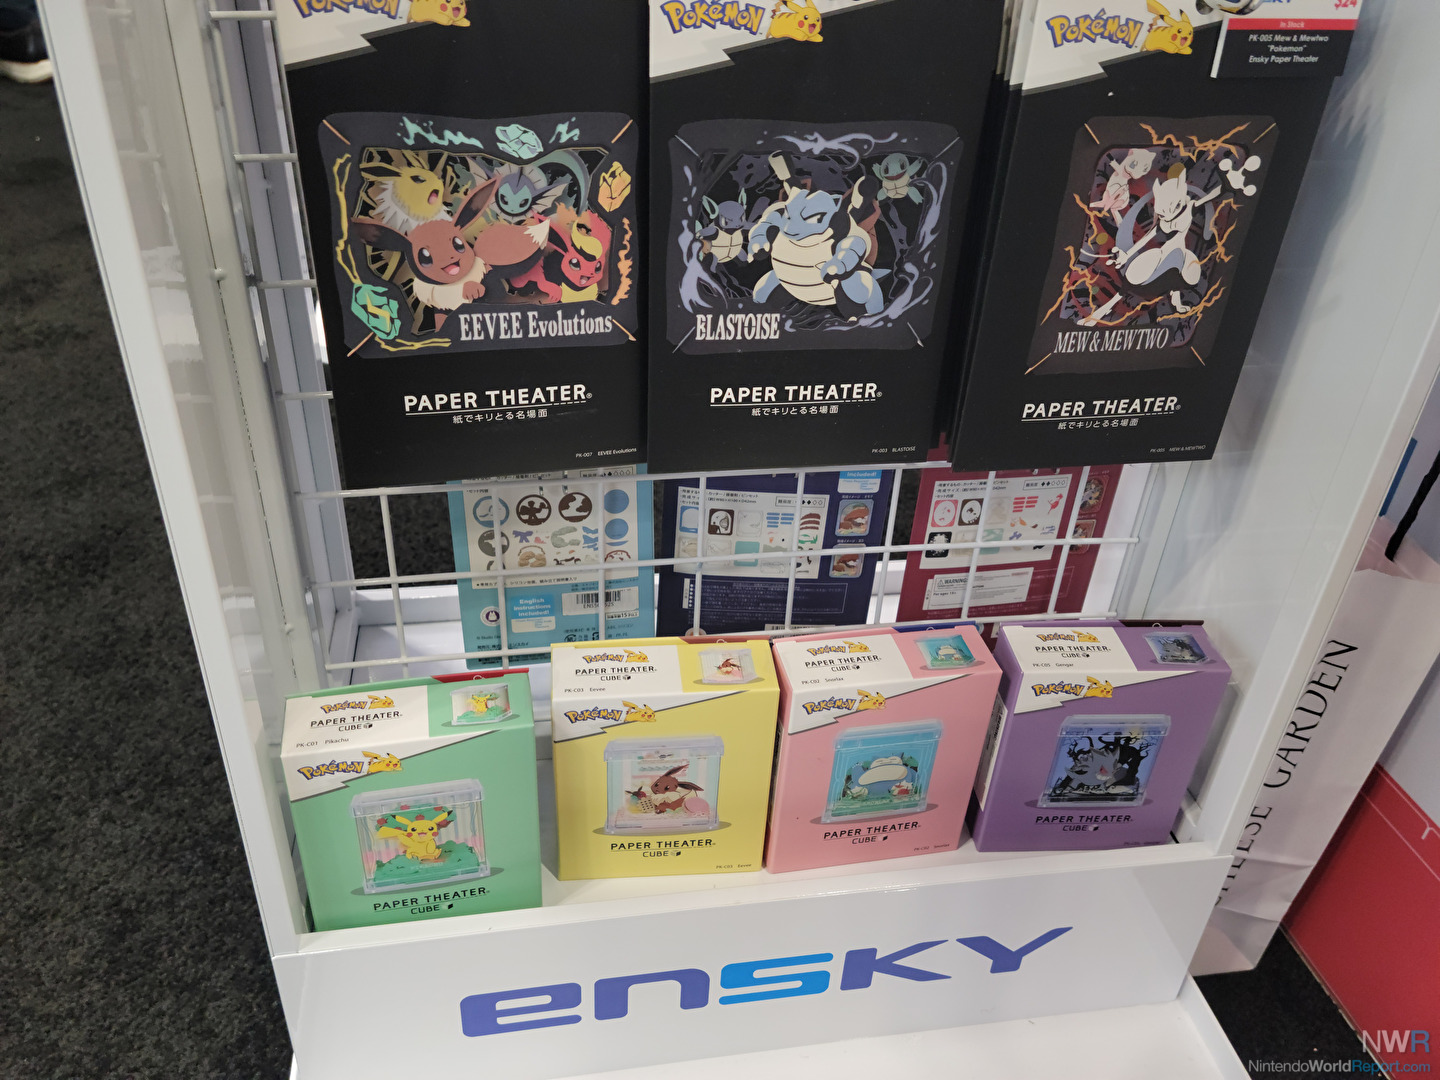 POKÉMON
POKÉMON
POKÉMON
$24
In Stock
PK-005 Mew & Mewtwo
"Pokemon"
Ensky Paper Theater
EEVEE Evolutions
PAPER THEATER®
紙でキリとる名場面
PK-007 EEVEE Evolutions
BLASTOISE
PAPER THEATER®
紙でキリとる名場面
PK-003 BLASTOISE
MEW & MEWTWO
PAPER THEATER®
紙でキリとる名場面
PK-005 MEW & MEWTWO
English
Instructions
included!
WARNING
POKÉMON
PAPER THEATER
CUBE
PK-C01 Pikachu
POKÉMON
PAPER THEATER
CUBE
POKÉMON
PAPER THEATER
CUBE
PK-C03 Eevee
POKÉMON
PAPER THEATER
CUBE
PK-C03 Eevee
POKÉMON
PAPER THEATER
CUBE
PK-C02 Snorlax
POKÉMON
PAPER THEATER
CUBE
PK-C02 Snorlax
POKÉMON
PAPER THEATER
CUBE
Gengar
POKÉMON
PAPER THEATER
CUBE
ensky
GARDEN
NWR
NintendoWorldReport.com